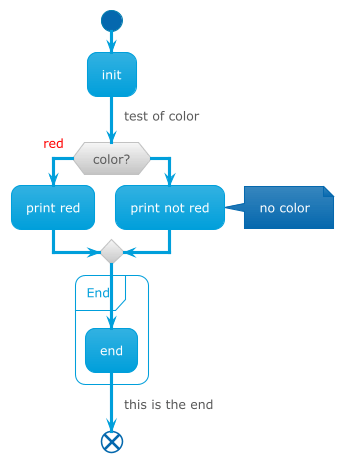 init
test of color
red
color?
print red
print not red
no color
End
end
this is the end